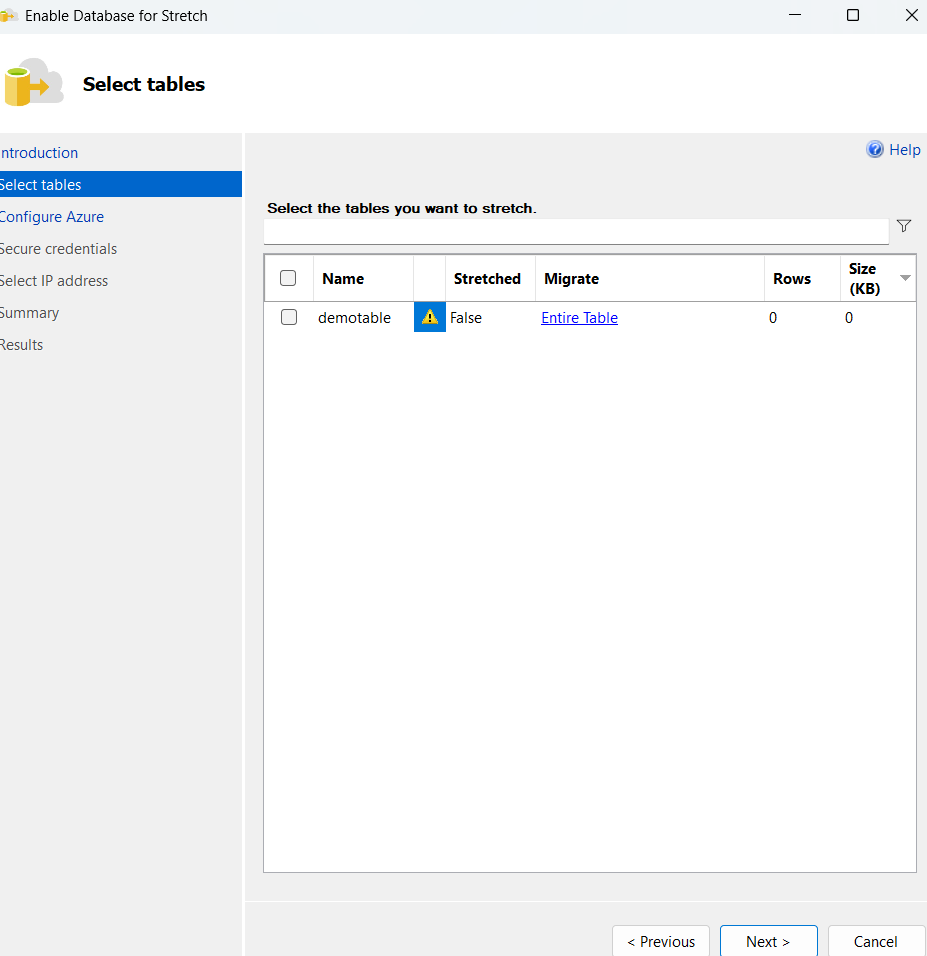 Enable Database for Stretch
Select tables
ntroduction
Select tables
Configure Azure
Secure credentials
Select IP address
Summary
Results
Help
Select the tables you want to stretch.
Name Stretched Migrate Rows Size (KB)
demotable False Entire Table 0 0
< Previous Next > Cancel